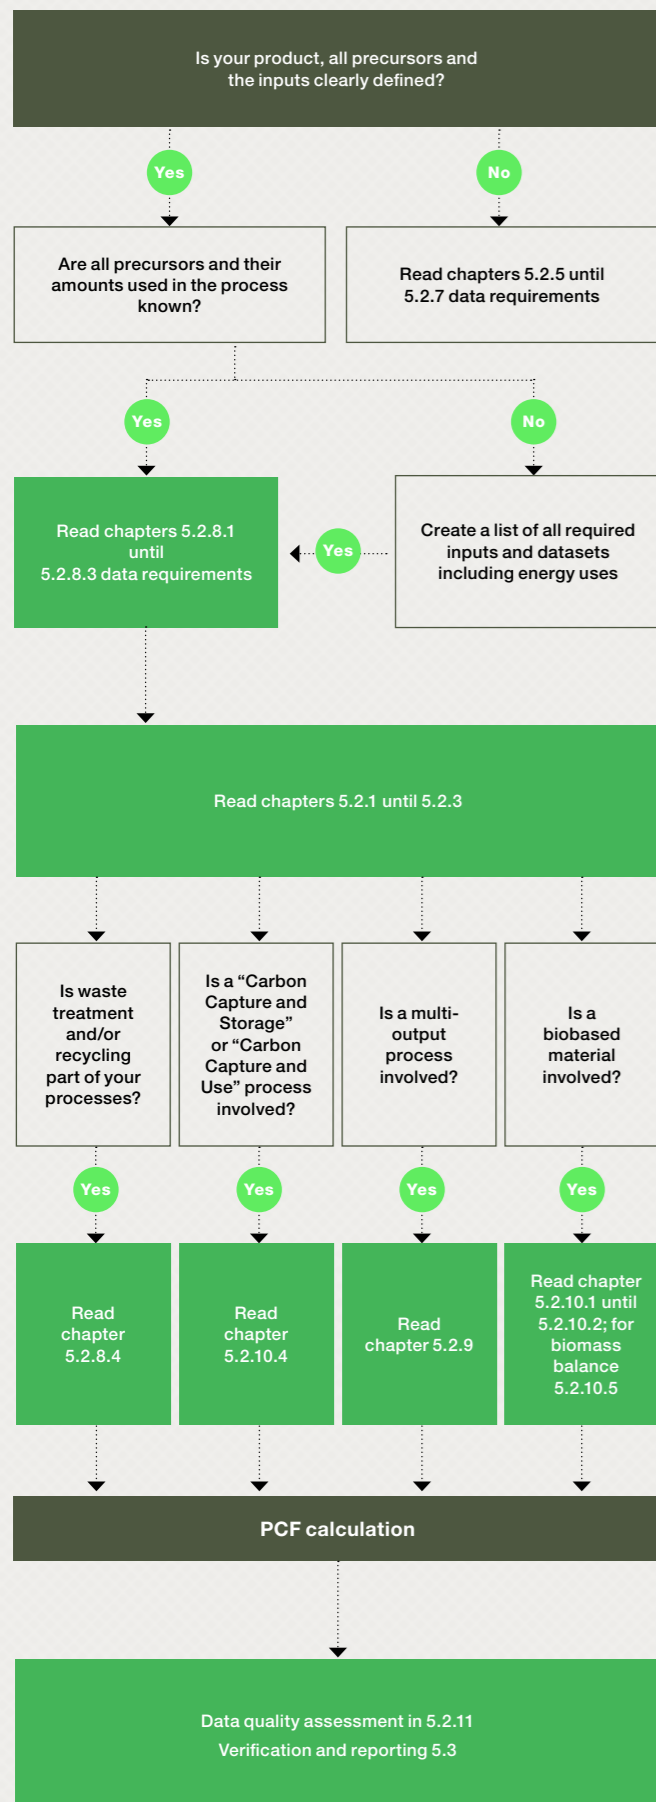 Is your product, all precursors and
the inputs clearly defined?
Yes
No
Are all precursors and their
amounts used in the process
known?
Read chapters 5.2.5 until
5.2.7 data requirements
Yes
No
Read chapters 5.2.8.1
until
5.2.8.3 data requirements
Yes
Create a list of all required
inputs and datasets
including energy uses
Read chapters 5.2.1 until 5.2.3
Is waste
treatment
and/or
recycling
part of your
processes?
Is a “Carbon
Capture and
Storage”
or “Carbon
Capture and
Use” process
involved?
Is a multi-
output
process
involved?
Is a
biobased
material
involved?
Yes
Yes
Yes
Yes
Read
chapter
5.2.8.4
Read
chapter
5.2.10.4
Read
chapter 5.2.9
Read chapter
5.2.10.1 until
5.2.10.2; for
biomass
balance
5.2.10.5
PCF calculation
Data quality assessment in 5.2.11
Verification and reporting 5.3